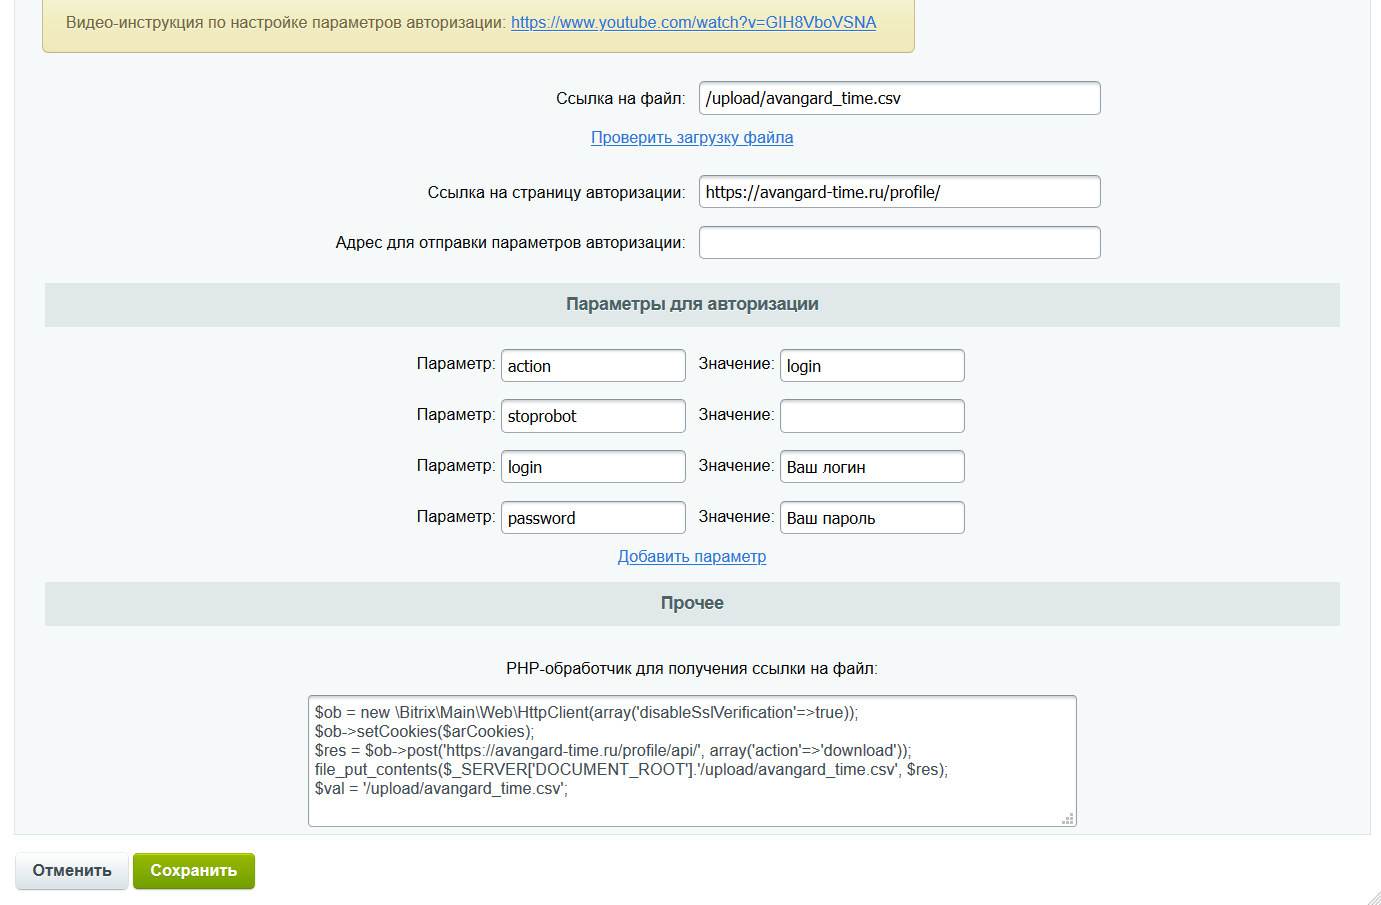 Видео-инструкция по настройке параметров авторизации: https://www.youtube.com/watch?v=GIH8VboVSNA
Ссылка на файл: /upload/avangard_time.csv
Проверить загрузку файла
Ссылка на страницу авторизации: https://avangard-time.ru/profile/
Адрес для отправки параметров авторизации:
Параметры для авторизации
Параметр: action Значение: login
Параметр: stoprobot Значение:
Параметр: login Значение: Ваш логин
Параметр: password Значение: Ваш пароль
Добавить параметр
Прочее
PHP-обработчик для получения ссылки на файл:
$ob = new \Bitrix\Main\Web\HttpClient(array('disableSslVerification'=>true));
$ob->setCookies($arCookies);
$res = $ob->post('https://avangard-time.ru/profile/api/', array('action'=>'download'));
file_put_contents($_SERVER['DOCUMENT_ROOT'].'/upload/avangard_time.csv', $res);
$val = '/upload/avangard_time.csv';
Отменить Сохранить